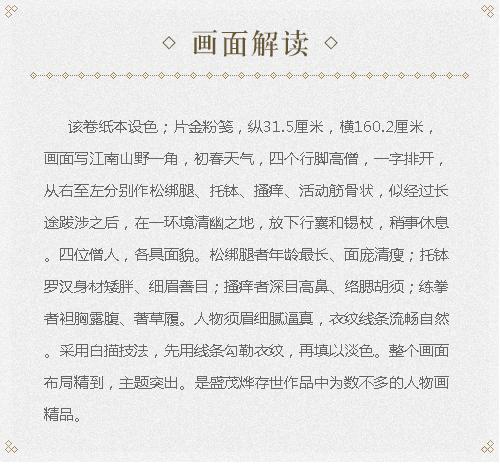 画面解读
该卷纸本设色；片金粉笺，纵31.5厘米，横160.2厘米，
画面写江南山野一角，初春天气，四个行脚高僧，一字排开，
从右至左分别作松绑腿、托钵、搔痒、活动筋骨状，似经过长
途跋涉之后，在一环境清幽之地，放下行囊和锡杖，稍事休息
。四位僧人，各具面貌。松绑腿者年龄最长、面庞清瘦；托钵
罗汉身材矮胖、细眉善目；搔痒者深目高鼻、络腮胡须；练拳
者袒胸露腹、著草履。人物须眉细腻逼真，衣纹线条流畅自然
。采用白描技法，先用线条勾勒衣纹，再填以淡色。整个画面
布局精到，主题突出。是盛茂烨存世作品中为数不多的人物画
精品。